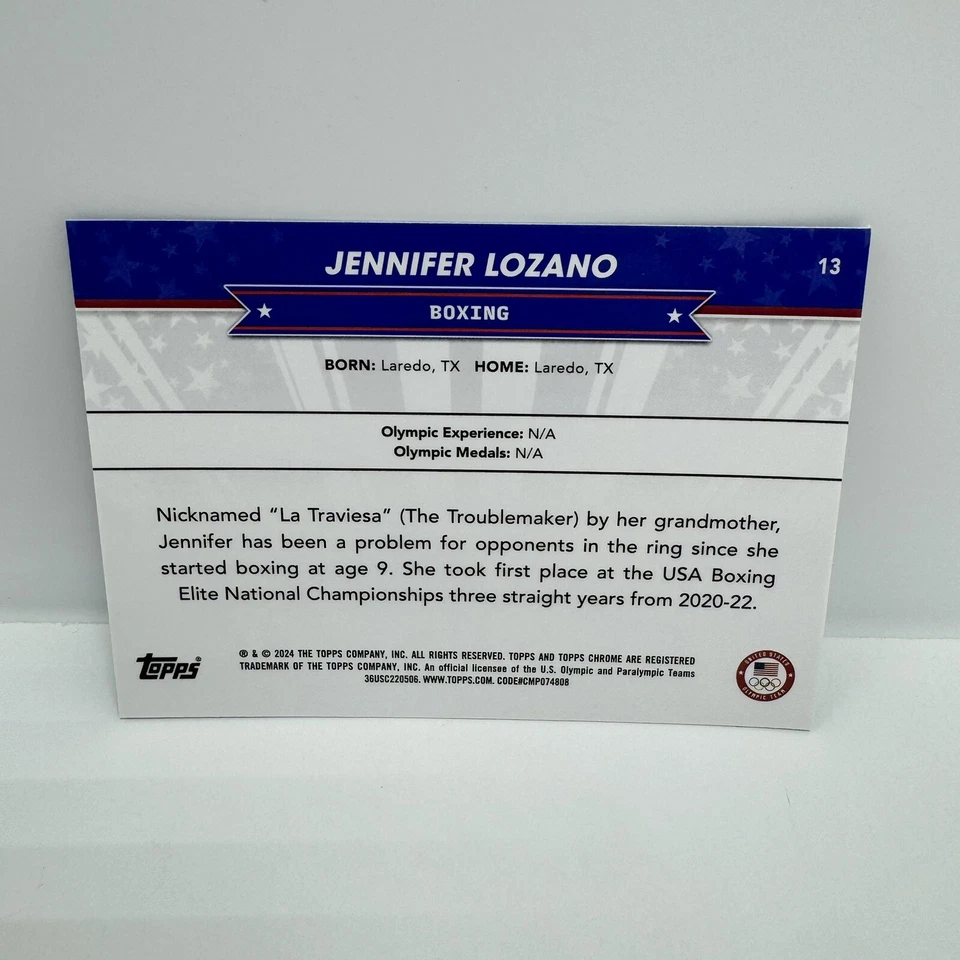 JENNIFER LOZANO
13
BOXING
BORN: Laredo, TX HOME: Laredo, TX
Olympic Experience: N/A
Olympic Medals: N/A
Nicknamed “La Traviesa” (The Troublemaker) by her grandmother,
Jennifer has been a problem for opponents in the ring since she
started boxing at age 9. She took first place at the USA Boxing
Elite National Championships three straight years from 2020-22.
topps®
® & © 2024 THE TOPPS COMPANY, INC. ALL RIGHTS RESERVED. TOPPS AND TOPPS CHROME ARE REGISTERED
TRADEMARK OF THE TOPPS COMPANY, INC. An official licensee of the U.S. Olympic and Paralympic Teams
36USC220506. WWW.TOPPS.COM. CODE#CMP074808
UNITED STATES
OLYMPIC TEAM